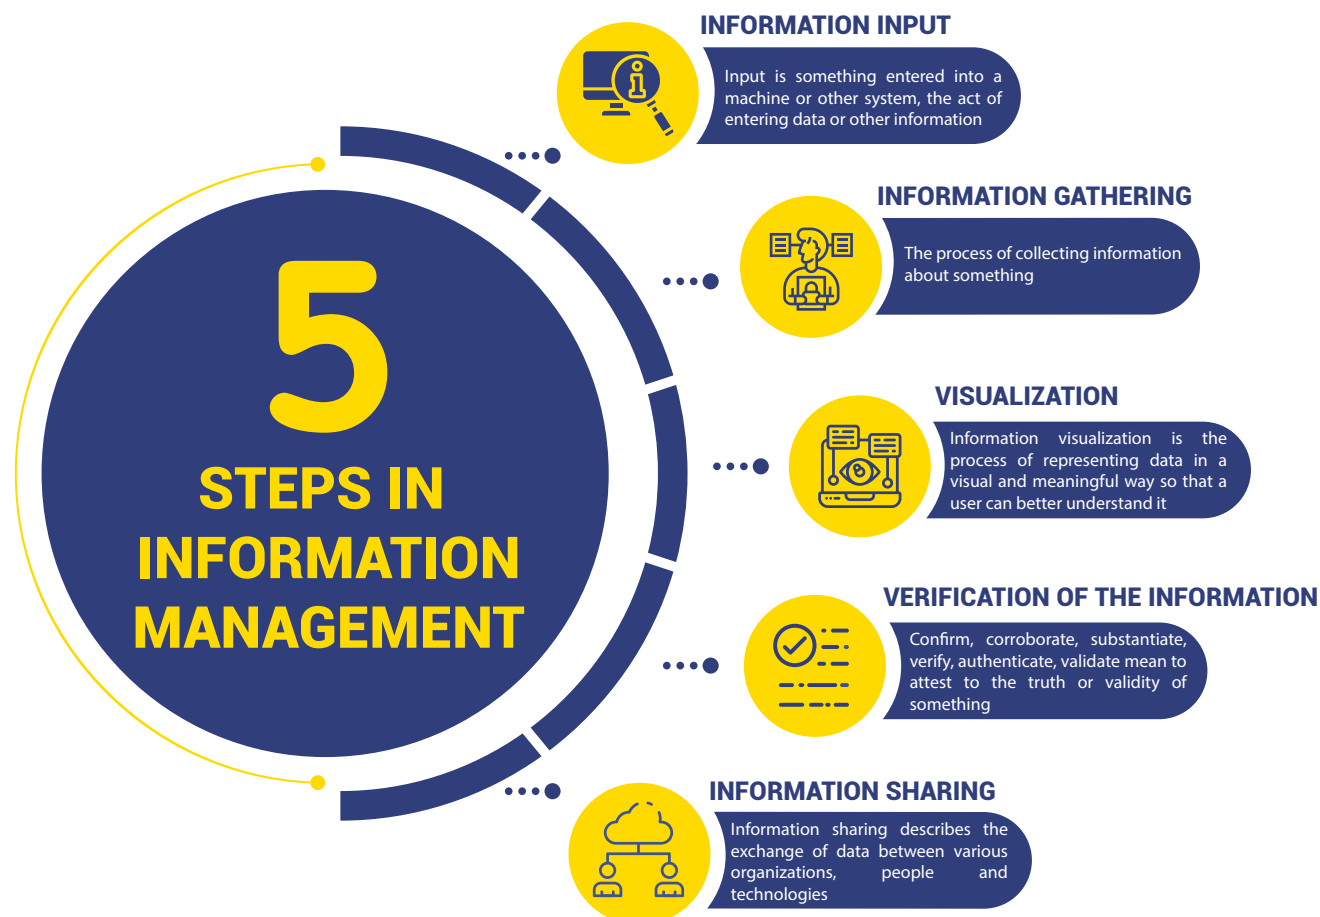 5
STEPS IN
INFORMATION
MANAGEMENT
INFORMATION INPUT
Input is something entered into a
machine or other system, the act of
entering data or other information
INFORMATION GATHERING
The process of collecting information
about something
VISUALIZATION
Information visualization is the
process of representing data in a
visual and meaningful way so that a
user can better understand it
VERIFICATION OF THE INFORMATION
Confirm, corroborate, substantiate,
verify, authenticate, validate mean to
attest to the truth or validity of
something
INFORMATION SHARING
Information sharing describes the
exchange of data between various
organizations, people and
technologies